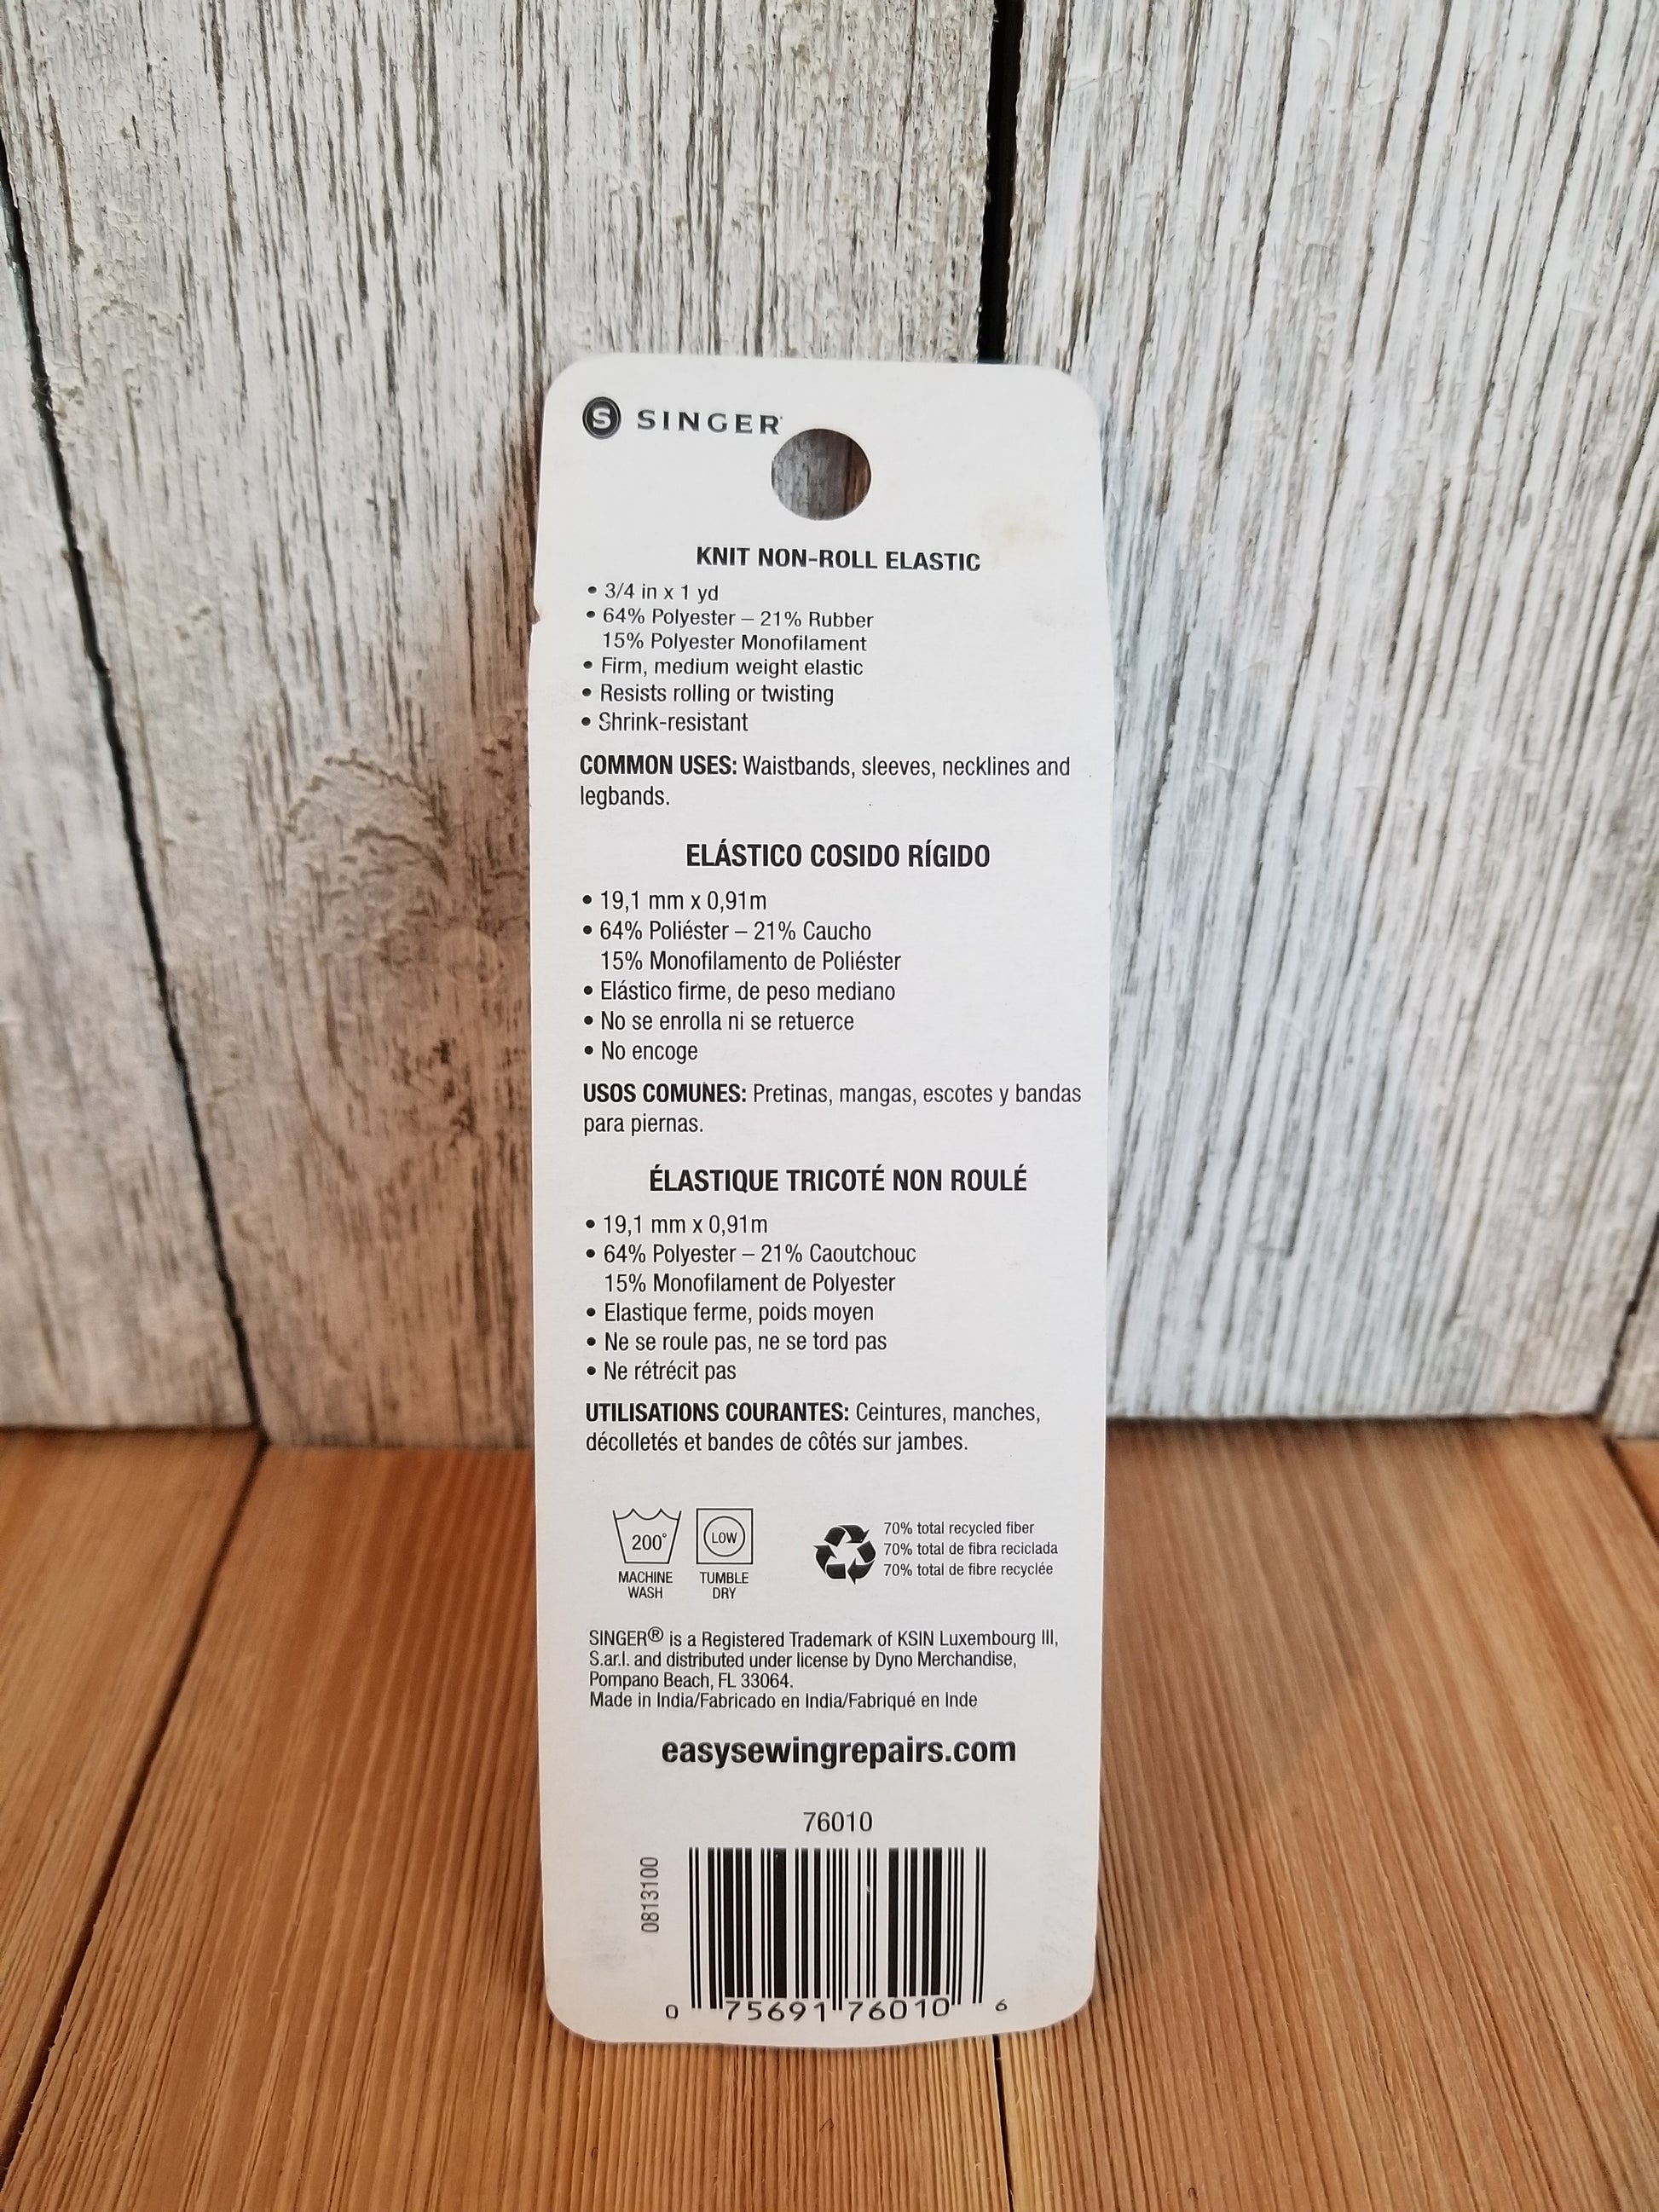 S SINGER
KNIT NON-ROLL ELASTIC
• 3/4 in x 1 yd
• 64% Polyester – 21% Rubber
15% Polyester Monofilament
• Firm, medium weight elastic
• Resists rolling or twisting
• Shrink-resistant
COMMON USES: Waistbands, sleeves, necklines and
legbands.
ELÁSTICO COSIDO RÍGIDO
• 19,1 mm x 0,91m
• 64% Poliéster – 21% Caucho
15% Monofilamento de Poliéster
• Elástico firme, de peso mediano
• No se enrolla ni se retuerce
• No encoge
USOS COMUNES: Pretinas, mangas, escotes y bandas
para piernas.
ÉLASTIQUE TRICOTÉ NON ROULÉ
• 19,1 mm x 0,91m
• 64% Polyester – 21% Caoutchouc
15% Monofilament de Polyester
• Elastique ferme, poids moyen
• Ne se roule pas, ne se tord pas
• Ne rétrécit pas
UTILISATIONS COURANTES: Ceintures, manches,
décolletés et bandes de côtés sur jambes.
200°
MACHINE
WASH
LOW
TUMBLE
DRY
70% total recycled fiber
70% total de fibra reciclada
70% total de fibre recyclée
SINGER® is a Registered Trademark of KSIN Luxembourg III,
S.ar.l. and distributed under license by Dyno Merchandise,
Pompano Beach, FL 33064.
Made in India/Fabricado en India/Fabriqué en Inde
easysewingrepairs.com
76010
0813100
0 75691 76010 6